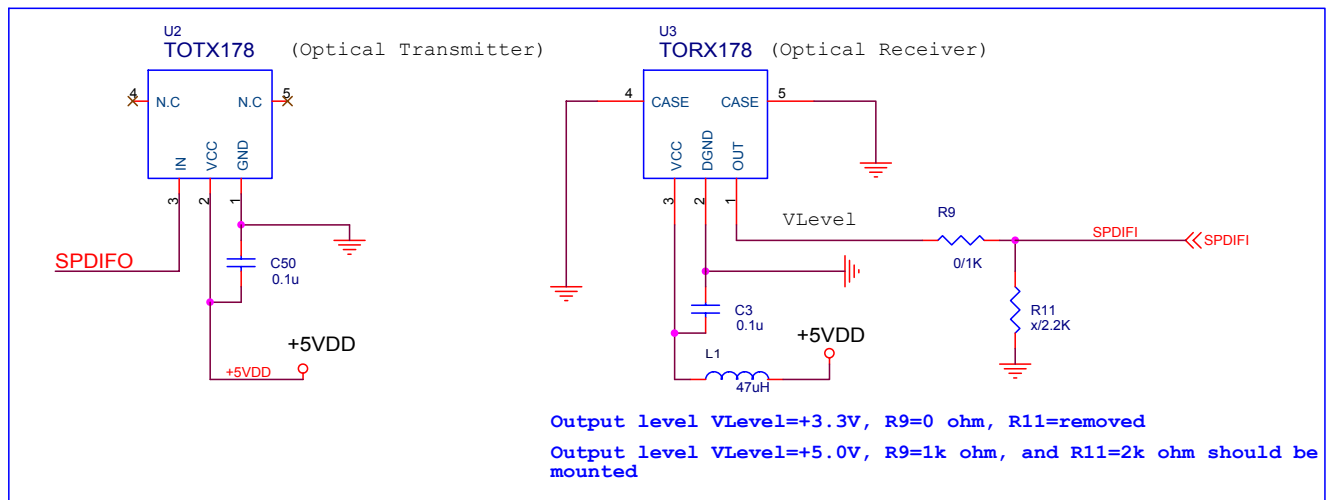 U2
TOTX178 (Optical Transmitter)
4 N.C N.C 5
IN VCC GND
3 2 1
SPDIFO
C50
0.1u
+5VDD
+5VDD
U3
TORX178 (Optical Receiver)
4 CASE CASE 5
VCC DGND OUT
3 2 1
VLevel
R9
0/1K
SPDIFI
SPDIFI
R11
x/2.2K
C3
0.1u
L1
47uH
+5VDD
Output level VLevel=+3.3V, R9=0 ohm, R11=removed
Output level VLevel=+5.0V, R9=1k ohm, and R11=2k ohm should be
mounted